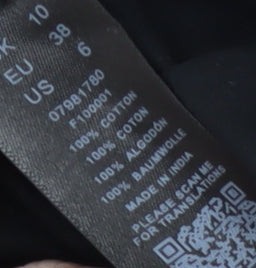 K 10
EU 38
US 6
07981780
F100001
100% COTTON
100% COTON
100% ALGODÓN
100% BAUMWOLLE
MADE IN INDIA
PLEASE SCAN ME
FOR TRANSLATIONS